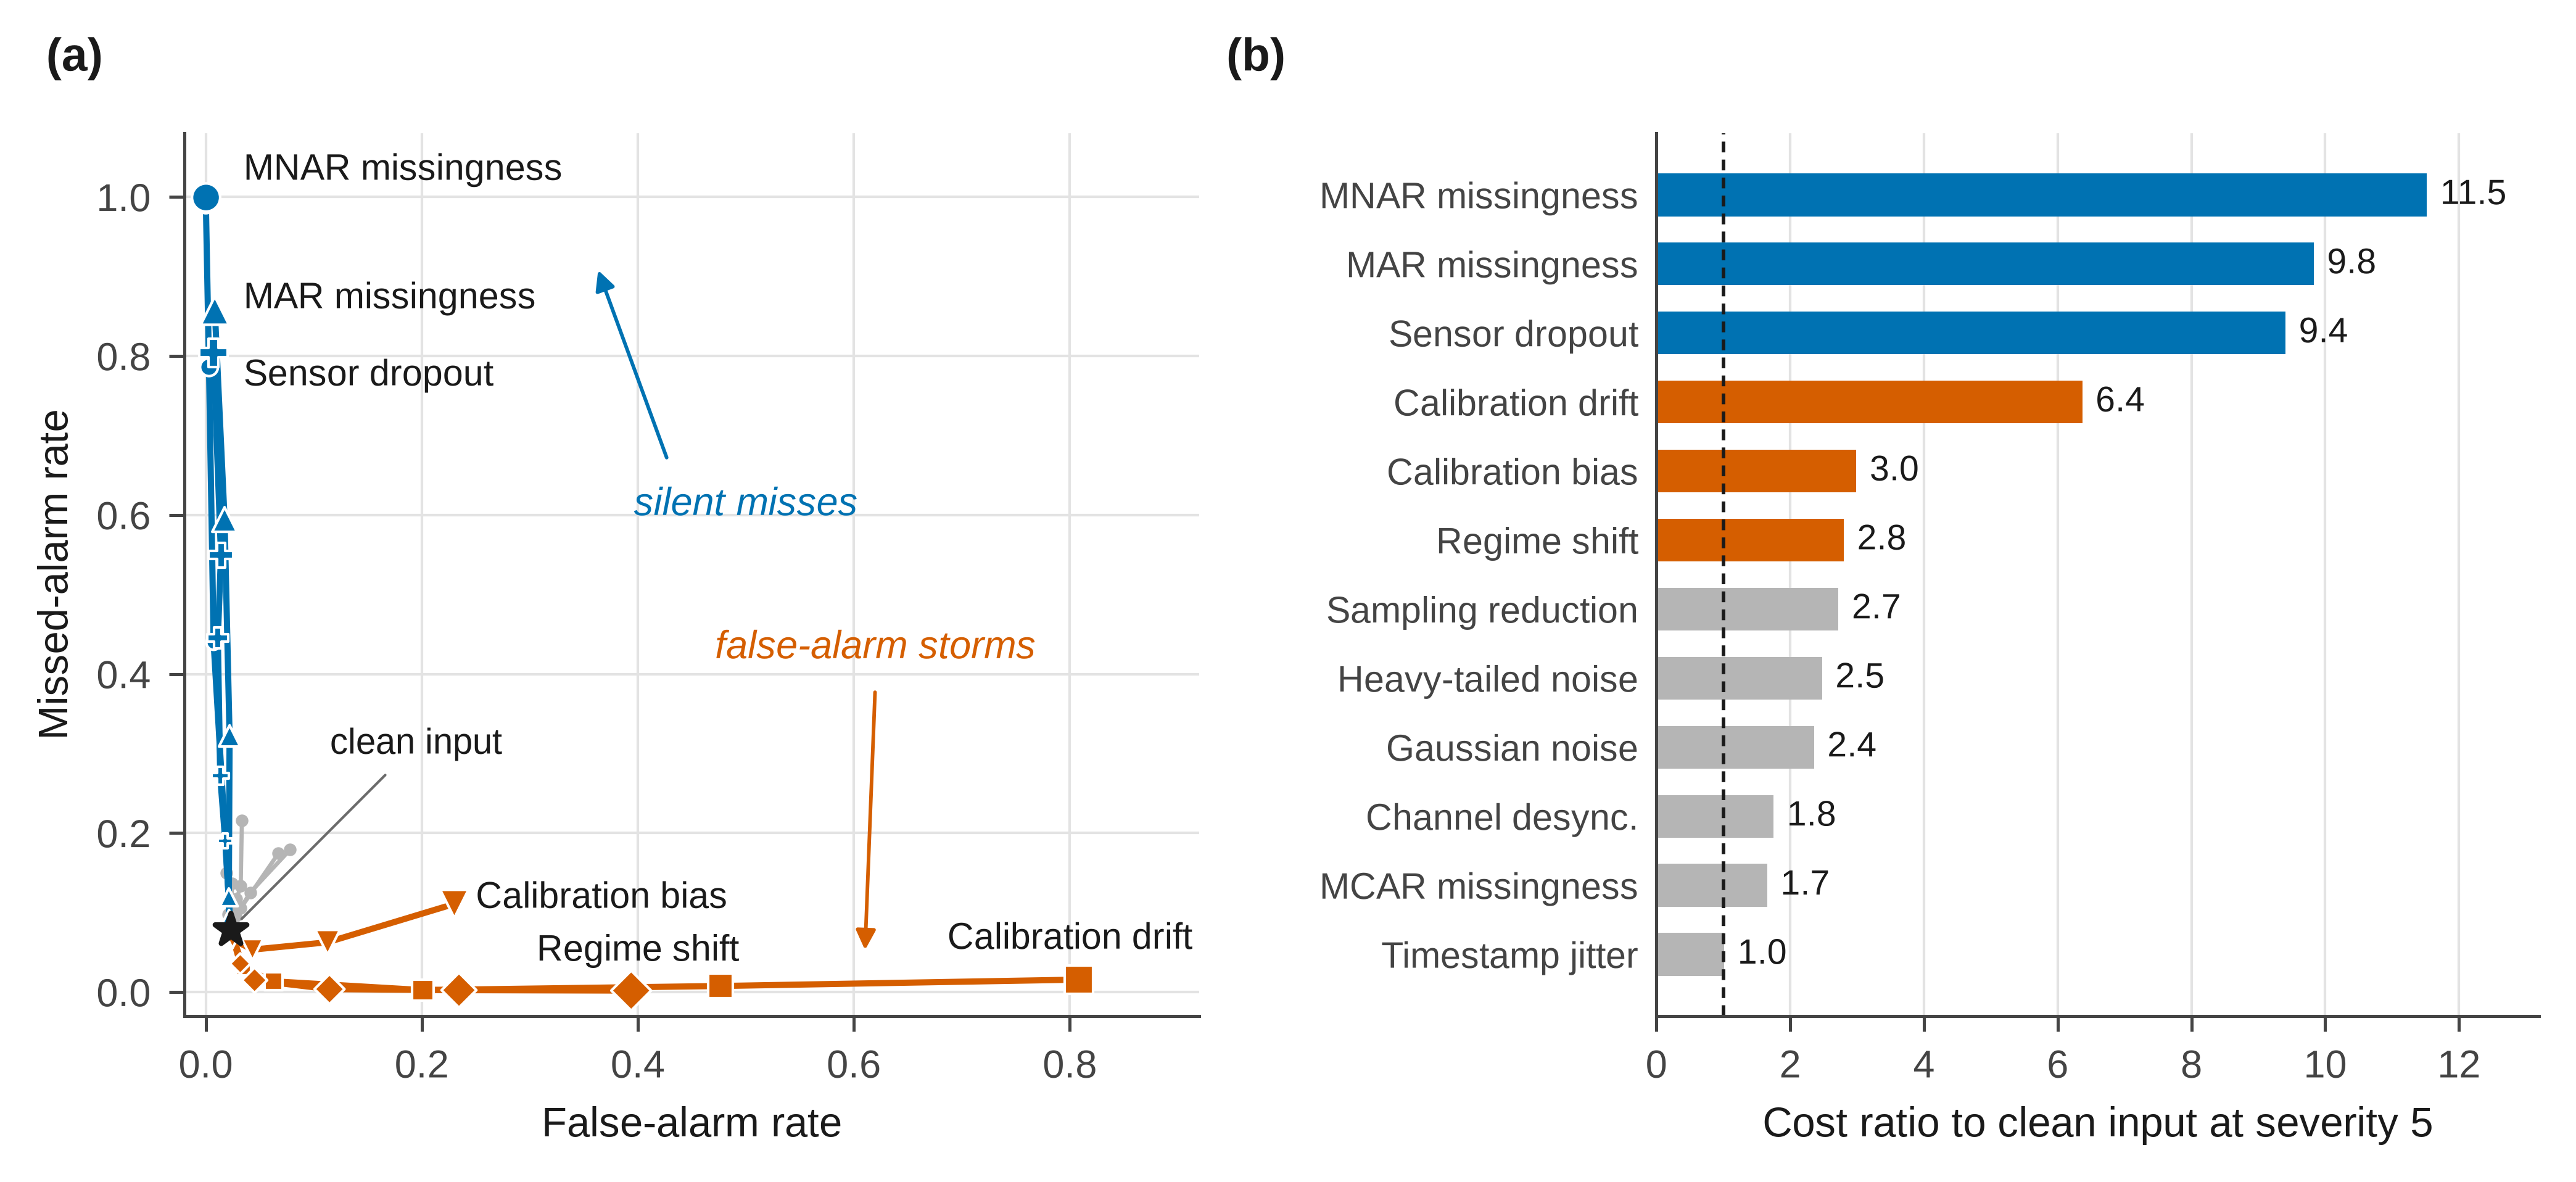 (a)
MNAR missingness
MAR missingness
Sensor dropout
silent misses
false-alarm storms
clean input
Calibration bias
Regime shift
Calibration drift
1.0
0.8
0.6
0.4
0.2
0.0
Missed-alarm rate
0.0 0.2 0.4 0.6 0.8
False-alarm rate
(b)
MNAR missingness 11.5
MAR missingness 9.8
Sensor dropout 9.4
Calibration drift 6.4
Calibration bias 3.0
Regime shift 2.8
Sampling reduction 2.7
Heavy-tailed noise 2.5
Gaussian noise 2.4
Channel desync. 1.8
MCAR missingness 1.7
Timestamp jitter 1.0
0 2 4 6 8 10 12
Cost ratio to clean input at severity 5